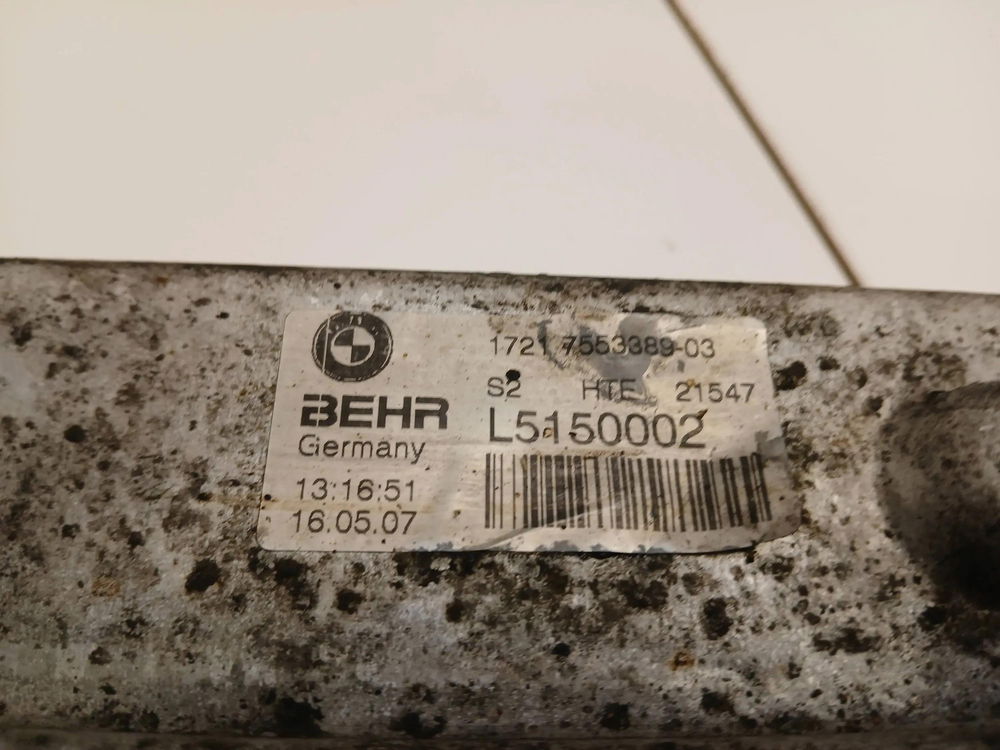 1721 7553389-03
S2 HTE 21547
BEHR
L5150002
Germany
13:16:51
16.05.07